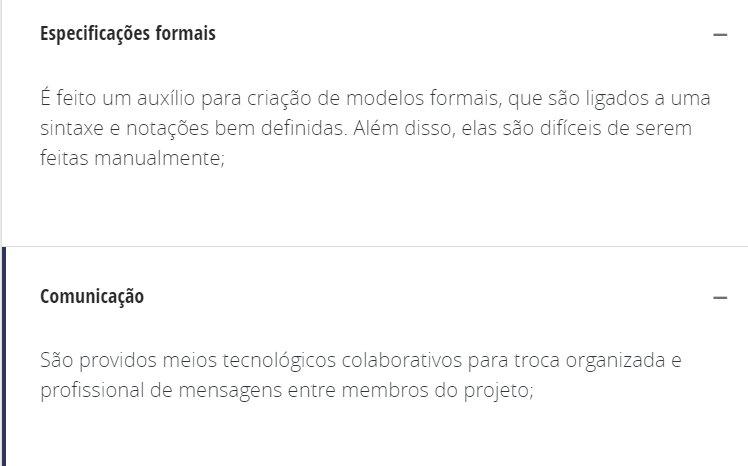 Especificações formais
É feito um auxílio para criação de modelos formais, que são ligados a uma
sintaxe e notações bem definidas. Além disso, elas são difíceis de serem
feitas manualmente;
Comunicação
São providos meios tecnológicos colaborativos para troca organizada e
profissional de mensagens entre membros do projeto;